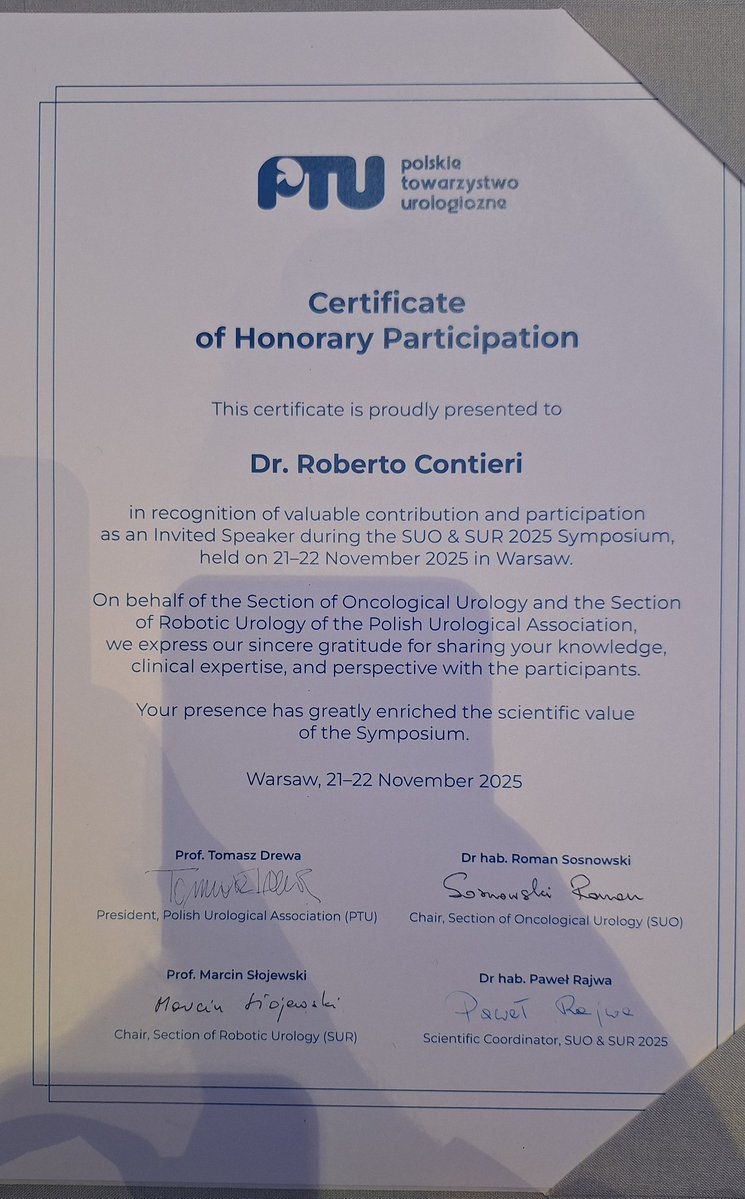 PTU
polskie
towarzystwo
urologiczne
Certificate
of Honorary Participation
This certificate is proudly presented to
Dr. Roberto Contieri
in recognition of valuable contribution and participation
as an Invited Speaker during the SUO & SUR 2025 Symposium,
held on 21–22 November 2025 in Warsaw.
On behalf of the Section of Oncological Urology and the Section
of Robotic Urology of the Polish Urological Association,
we express our sincere gratitude for sharing your knowledge,
clinical expertise, and perspective with the participants.
Your presence has greatly enriched the scientific value
of the Symposium.
Warsaw, 21–22 November 2025
Prof. Tomasz Drewa
President, Polish Urological Association (PTU)
Dr hab. Roman Sosnowski
Sosnowski Roman
Chair, Section of Oncological Urology (SUO)
Prof. Marcin Słojewski
Marcin Słojewski
Chair, Section of Robotic Urology (SUR)
Dr hab. Paweł Rajwa
Paweł Rajwa
Scientific Coordinator, SUO & SUR 2025